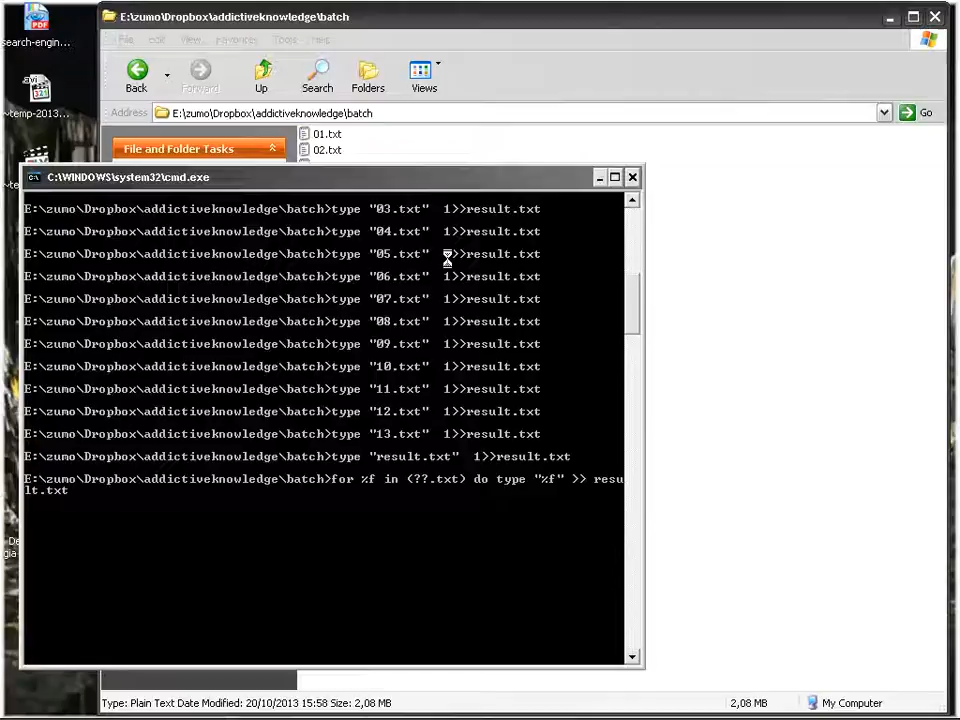 search-engin...
~temp-2013...
E:\zumo\Dropbox\addictiveknowledge\batch
File Edit View Favorites Tools Help
Back Forward Up Search Folders Views
Address E:\zumo\Dropbox\addictiveknowledge\batch Go
File and Folder Tasks
01.txt
02.txt
C:\WINDOWS\system32\cmd.exe
E:\zumo\Dropbox\addictiveknowledge\batch>type "03.txt"  1>>result.txt
E:\zumo\Dropbox\addictiveknowledge\batch>type "04.txt"  1>>result.txt
E:\zumo\Dropbox\addictiveknowledge\batch>type "05.txt"  1>>result.txt
E:\zumo\Dropbox\addictiveknowledge\batch>type "06.txt"  1>>result.txt
E:\zumo\Dropbox\addictiveknowledge\batch>type "07.txt"  1>>result.txt
E:\zumo\Dropbox\addictiveknowledge\batch>type "08.txt"  1>>result.txt
E:\zumo\Dropbox\addictiveknowledge\batch>type "09.txt"  1>>result.txt
E:\zumo\Dropbox\addictiveknowledge\batch>type "10.txt"  1>>result.txt
E:\zumo\Dropbox\addictiveknowledge\batch>type "11.txt"  1>>result.txt
E:\zumo\Dropbox\addictiveknowledge\batch>type "12.txt"  1>>result.txt
E:\zumo\Dropbox\addictiveknowledge\batch>type "13.txt"  1>>result.txt
E:\zumo\Dropbox\addictiveknowledge\batch>type "result.txt"  1>>result.txt
E:\zumo\Dropbox\addictiveknowledge\batch>for %f in (??.txt) do type "%f" >> resu
lt.txt
Type: Plain Text Date Modified: 20/10/2013 15:58 Size: 2,08 MB 2,08 MB My Computer